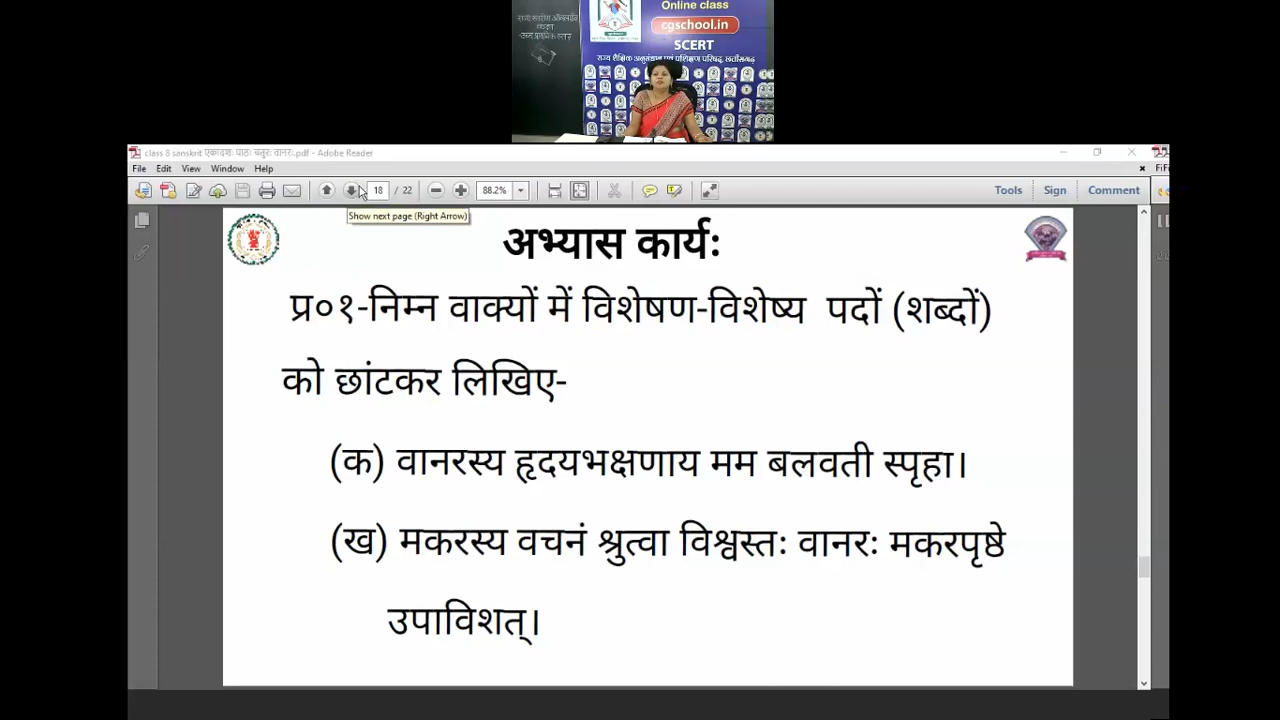 Online class
cgschool.in
SCERT
राज्य शैक्षिक अनुसंधान एवं प्रशिक्षण परिषद, छत्तीसगढ़
class 8 sanskrit एकादशः पाठः चतुरः वानरः.pdf - Adobe Reader
File Edit View Window Help
18 / 22 88.2% Tools Sign Comment
Show next page (Right Arrow)
अभ्यास कार्यः
प्र०१-निम्न वाक्यों में विशेषण-विशेष्य पदों (शब्दों)
को छांटकर लिखिए-
(क) वानरस्य हृदयभक्षणाय मम बलवती स्पृहा।
(ख) मकरस्य वचनं श्रुत्वा विश्वस्तः वानरः मकरपृष्ठे
उपाविशत्।